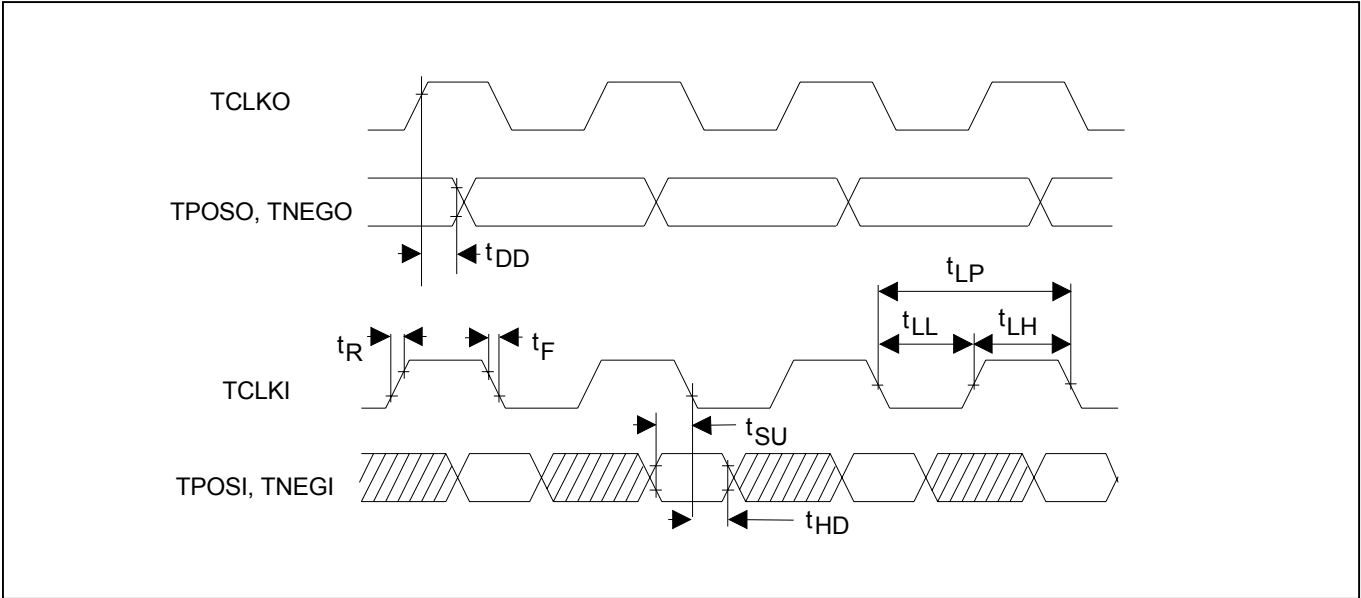 TCLKO
TPOSO, TNEGO
tDD
tLP
tLL
tLH
tR
tF
TCLKI
tSU
TPOSI, TNEGI
tHD